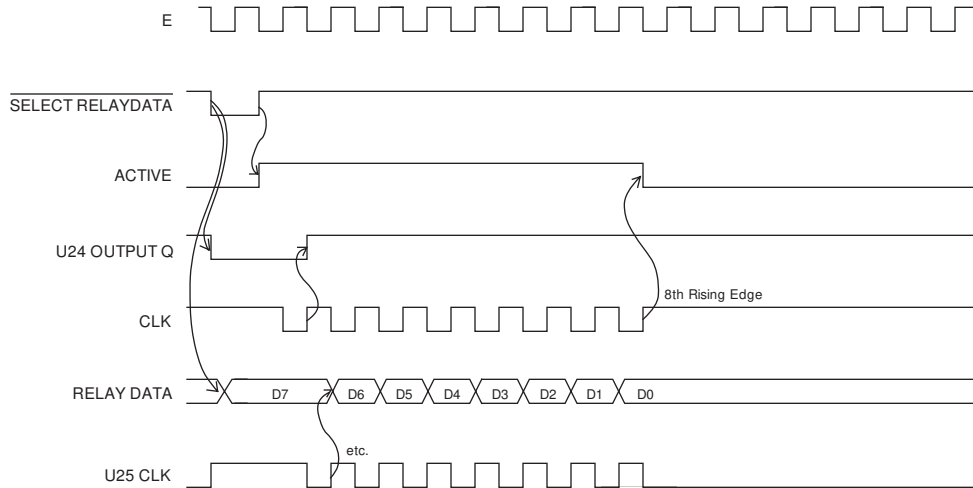 E
SELECT RELAYDATA
ACTIVE
U24 OUTPUT Q
8th Rising Edge
CLK
RELAY DATA
D7 D6 D5 D4 D3 D2 D1 D0
etc.
U25 CLK